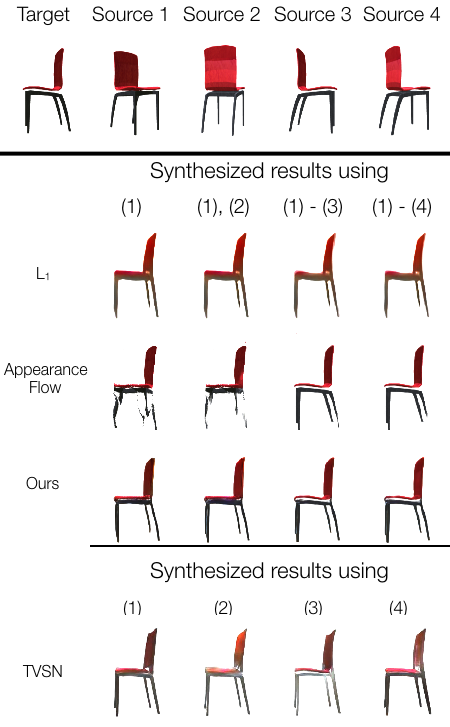 Target Source 1 Source 2 Source 3 Source 4
Synthesized results using
(1) (1), (2) (1) - (3) (1) - (4)
L₁
Appearance
Flow
Ours
Synthesized results using
(1) (2) (3) (4)
TVSN